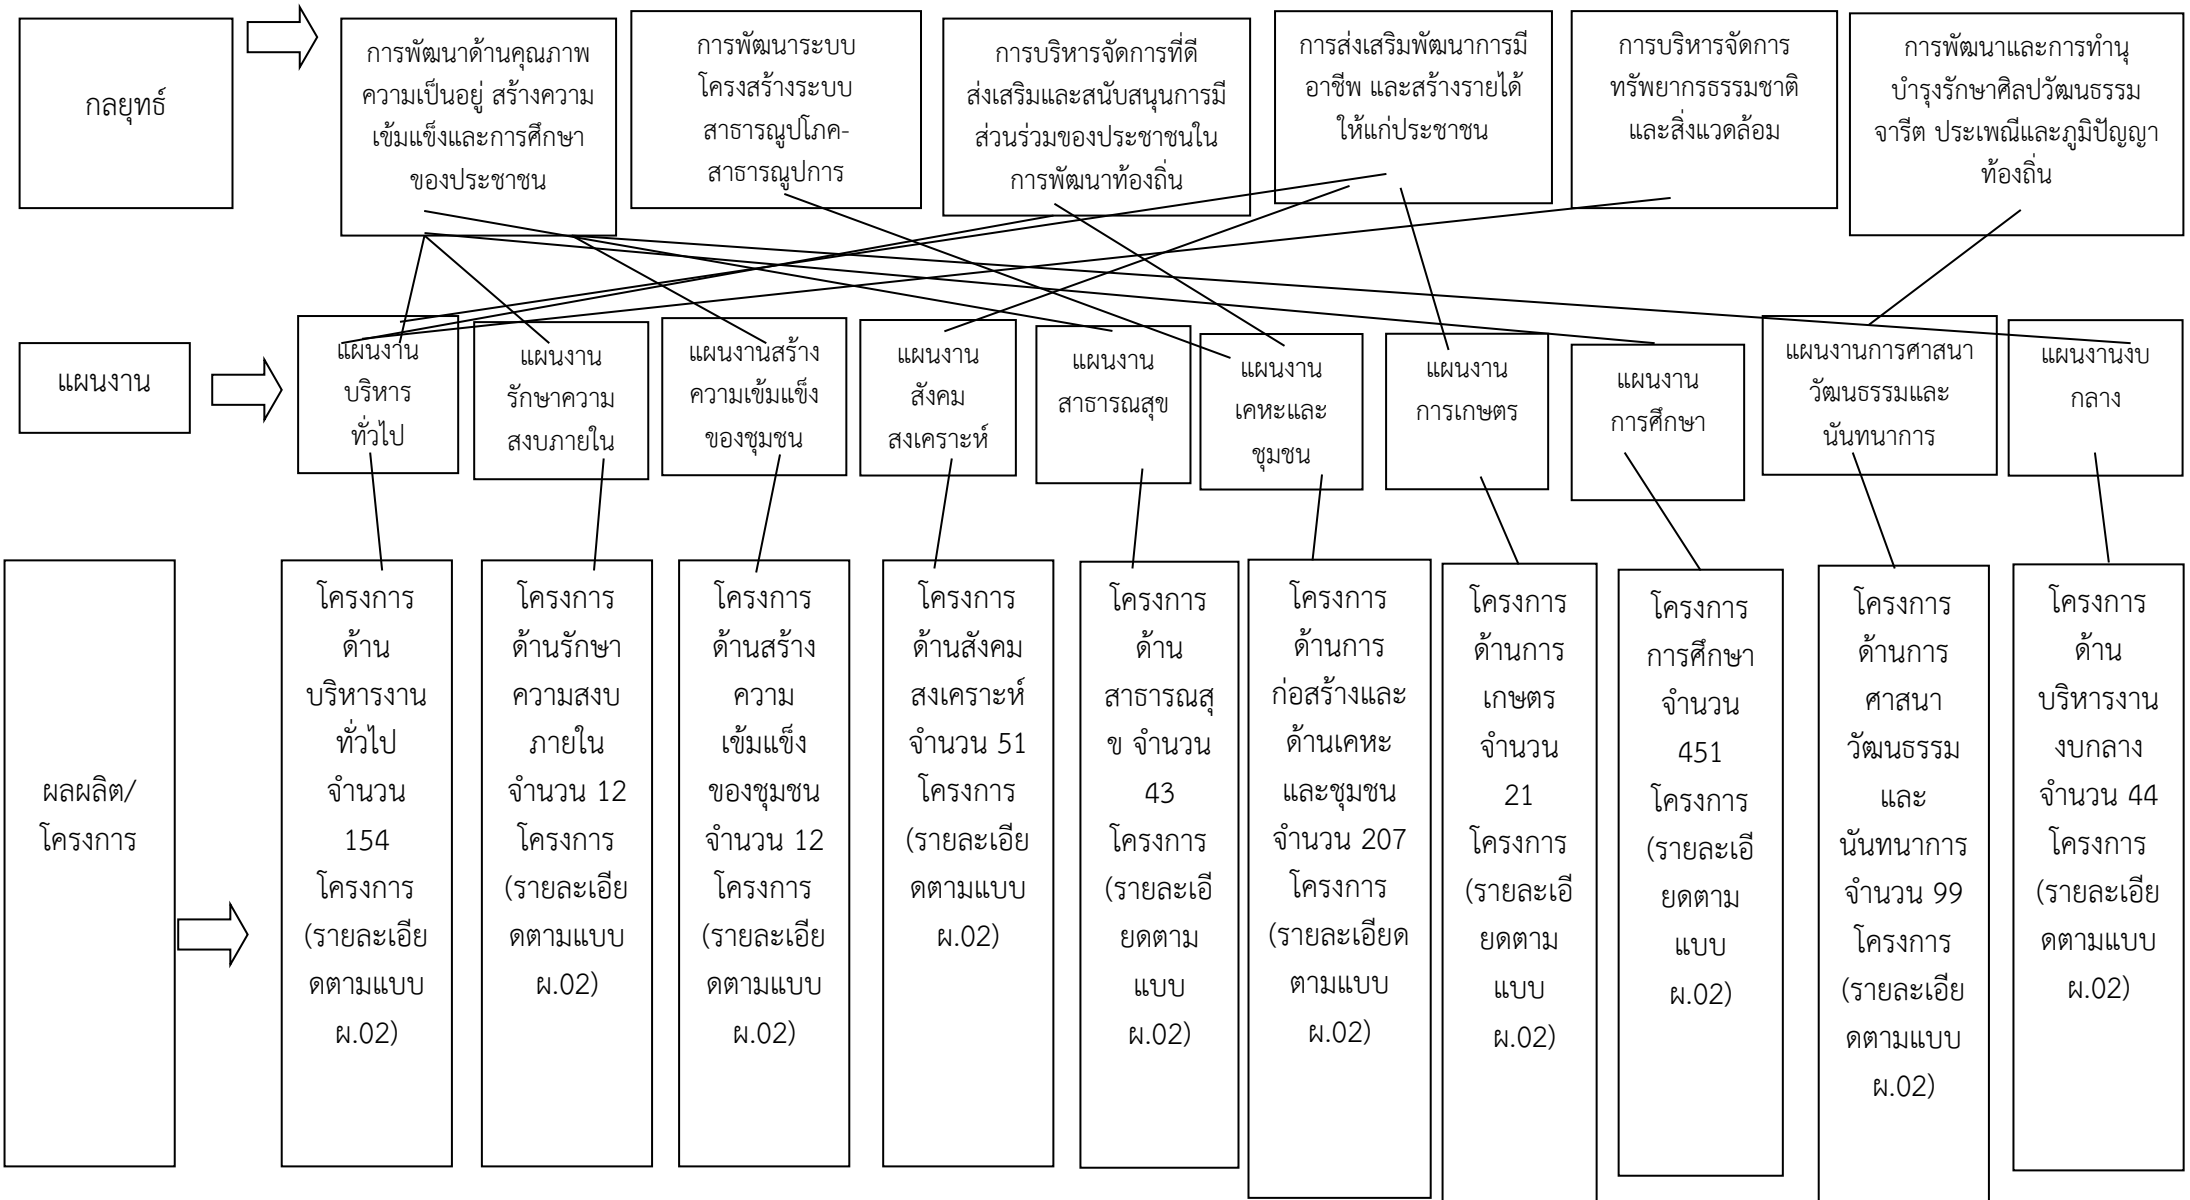 กลยุทธ์
การพัฒนาด้านคุณภาพ
ความเป็นอยู่ สร้างความ
เข้มแข็งและการศึกษา
ของประชาชน
การพัฒนาระบบ
โครงสร้างระบบ
สาธารณูปโภค-
สาธารณูปการ
การบริหารจัดการที่ดี
ส่งเสริมและสนับสนุนการมี
ส่วนร่วมของประชาชนใน
การพัฒนาท้องถิ่น
การส่งเสริมพัฒนาการมี
อาชีพ และสร้างรายได้
ให้แก่ประชาชน
การบริหารจัดการ
ทรัพยากรธรรมชาติ
และสิ่งแวดล้อม
การพัฒนาและการทำนุ
บำรุงรักษาศิลปวัฒนธรรม
จารีต ประเพณีและภูมิปัญญา
ท้องถิ่น
แผนงาน
แผนงาน
บริหาร
ทั่วไป
แผนงาน
รักษาความ
สงบภายใน
แผนงานสร้าง
ความเข้มแข็ง
ของชุมชน
แผนงาน
สังคม
สงเคราะห์
แผนงาน
สาธารณสุข
แผนงาน
เคหะและ
ชุมชน
แผนงาน
การเกษตร
แผนงาน
การศึกษา
แผนงานการศาสนา
วัฒนธรรมและ
นันทนาการ
แผนงานงบ
กลาง
ผลผลิต/
โครงการ
โครงการ
ด้าน
บริหารงาน
ทั่วไป
จำนวน
154
โครงการ
(รายละเอีย
ดตามแบบ
ผ.02)
โครงการ
ด้านรักษา
ความสงบ
ภายใน
จำนวน 12
โครงการ
(รายละเอีย
ดตามแบบ
ผ.02)
โครงการ
ด้านสร้าง
ความ
เข้มแข็ง
ของชุมชน
จำนวน 12
โครงการ
(รายละเอีย
ดตามแบบ
ผ.02)
โครงการ
ด้านสังคม
สงเคราะห์
จำนวน 51
โครงการ
(รายละเอีย
ดตามแบบ
ผ.02)
โครงการ
ด้าน
สาธารณสุ
ข จำนวน
43
โครงการ
(รายละเอี
ยดตาม
แบบ
ผ.02)
โครงการ
ด้านการ
ก่อสร้างและ
ด้านเคหะ
และชุมชน
จำนวน 207
โครงการ
(รายละเอียด
ตามแบบ
ผ.02)
โครงการ
ด้านการ
เกษตร
จำนวน
21
โครงการ
(รายละเอี
ยดตาม
แบบ
ผ.02)
โครงการ
การศึกษา
จำนวน
451
โครงการ
(รายละเอี
ยดตาม
แบบ
ผ.02)
โครงการ
ด้านการ
ศาสนา
วัฒนธรรม
และ
นันทนาการ
จำนวน 99
โครงการ
(รายละเอีย
ดตามแบบ
ผ.02)
โครงการ
ด้าน
บริหารงาน
งบกลาง
จำนวน 44
โครงการ
(รายละเอีย
ดตามแบบ
ผ.02)